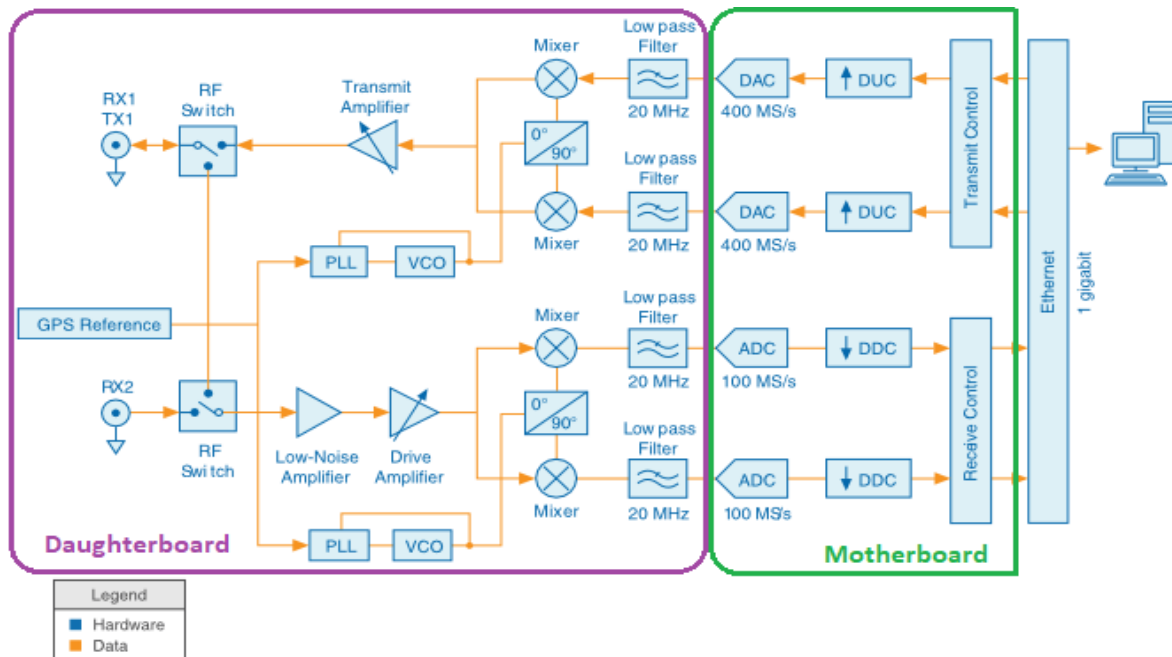 Low pass
Filter
Mixer
20 MHz
DAC
400 MS/s
DUC
RF
Switch
RX1
TX1
Transmit
Amplifier
0°
90°
Transmit Control
Low pass
Filter
Mixer
20 MHz
DAC
400 MS/s
DUC
PLL
VCO
Ethernet
1 gigabit
GPS Reference
Low pass
Filter
Mixer
20 MHz
ADC
100 MS/s
DDC
RX2
RF
Switch
Low-Noise
Amplifier
Drive
Amplifier
0°
90°
Receive Control
Low pass
Filter
Mixer
20 MHz
ADC
100 MS/s
DDC
PLL
VCO
Daughterboard
Motherboard
Legend
Hardware
Data